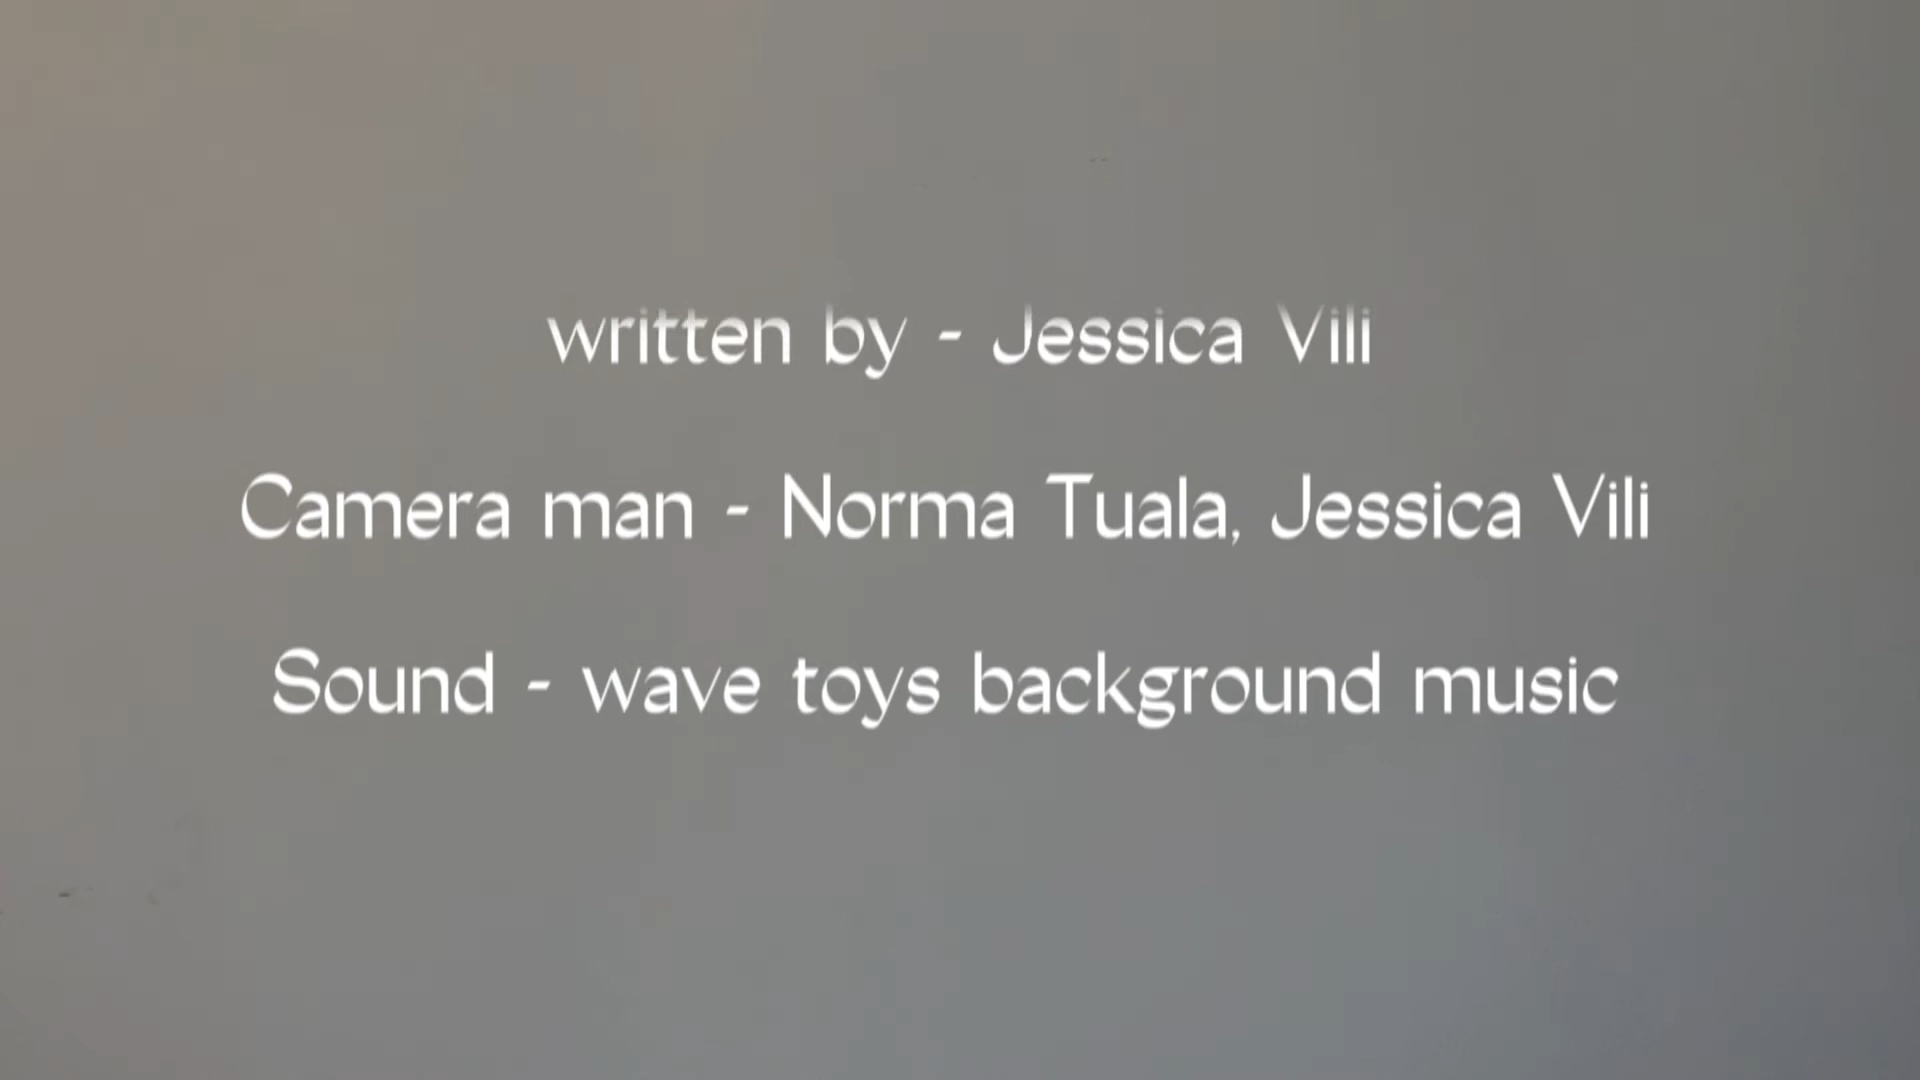 written by - Jessica Vili
Camera man - Norma Tuala, Jessica Vili
Sound - wave toys background music